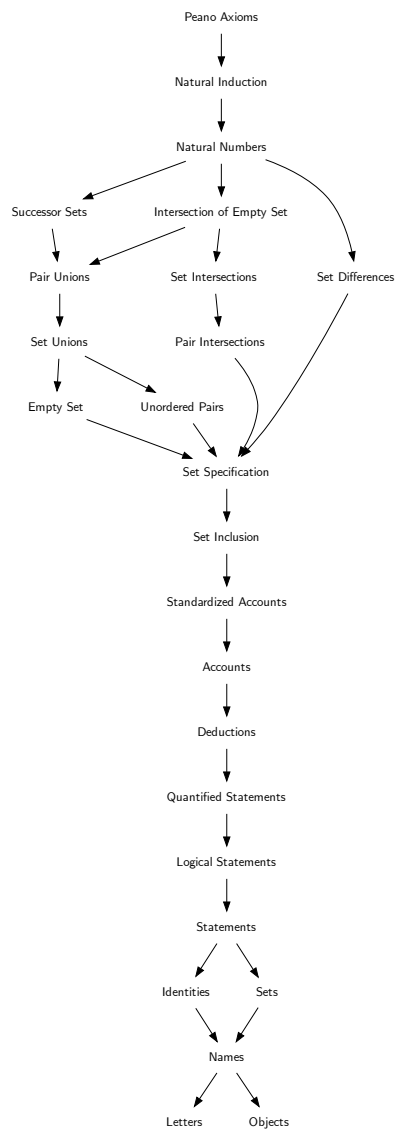 Peano Axioms
Natural Induction
Natural Numbers
Successor Sets
Intersection of Empty Set
Pair Unions
Set Intersections
Set Differences
Set Unions
Pair Intersections
Empty Set
Unordered Pairs
Set Specification
Set Inclusion
Standardized Accounts
Accounts
Deductions
Quantified Statements
Logical Statements
Statements
Identities
Sets
Names
Letters
Objects